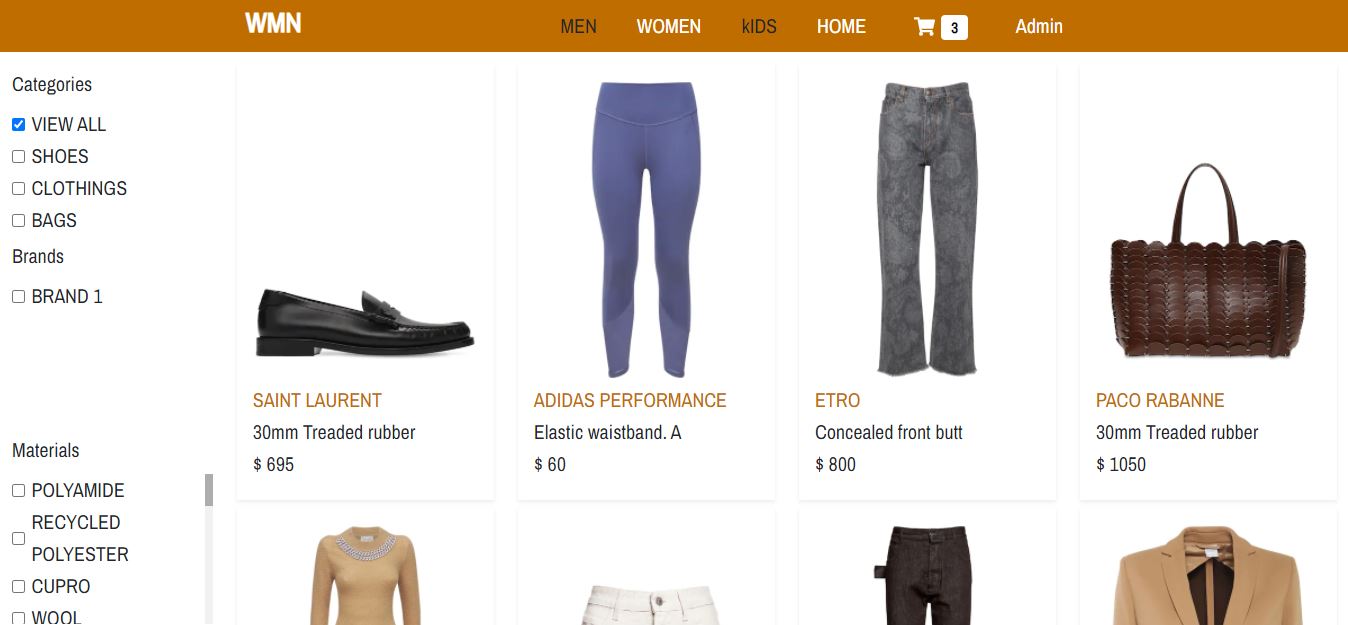 WMN
MEN
WOMEN
kIDS
HOME
3
Admin
Categories
VIEW ALL
SHOES
CLOTHINGS
BAGS
Brands
BRAND 1
Materials
POLYAMIDE
RECYCLED
POLYESTER
CUPRO
WOOL
SAINT LAURENT
30mm Treaded rubber
$ 695
ADIDAS PERFORMANCE
Elastic waistband. A
$ 60
ETRO
Concealed front butt
$ 800
PACO RABANNE
30mm Treaded rubber
$ 1050